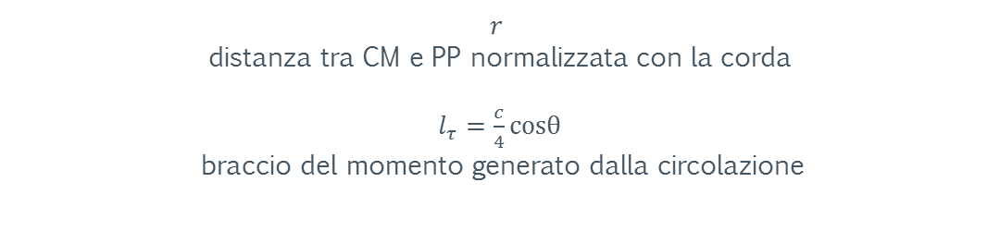 r
distanza tra CM e PP normalizzata con la corda
l_τ = c/4 cosθ
braccio del momento generato dalla circolazione